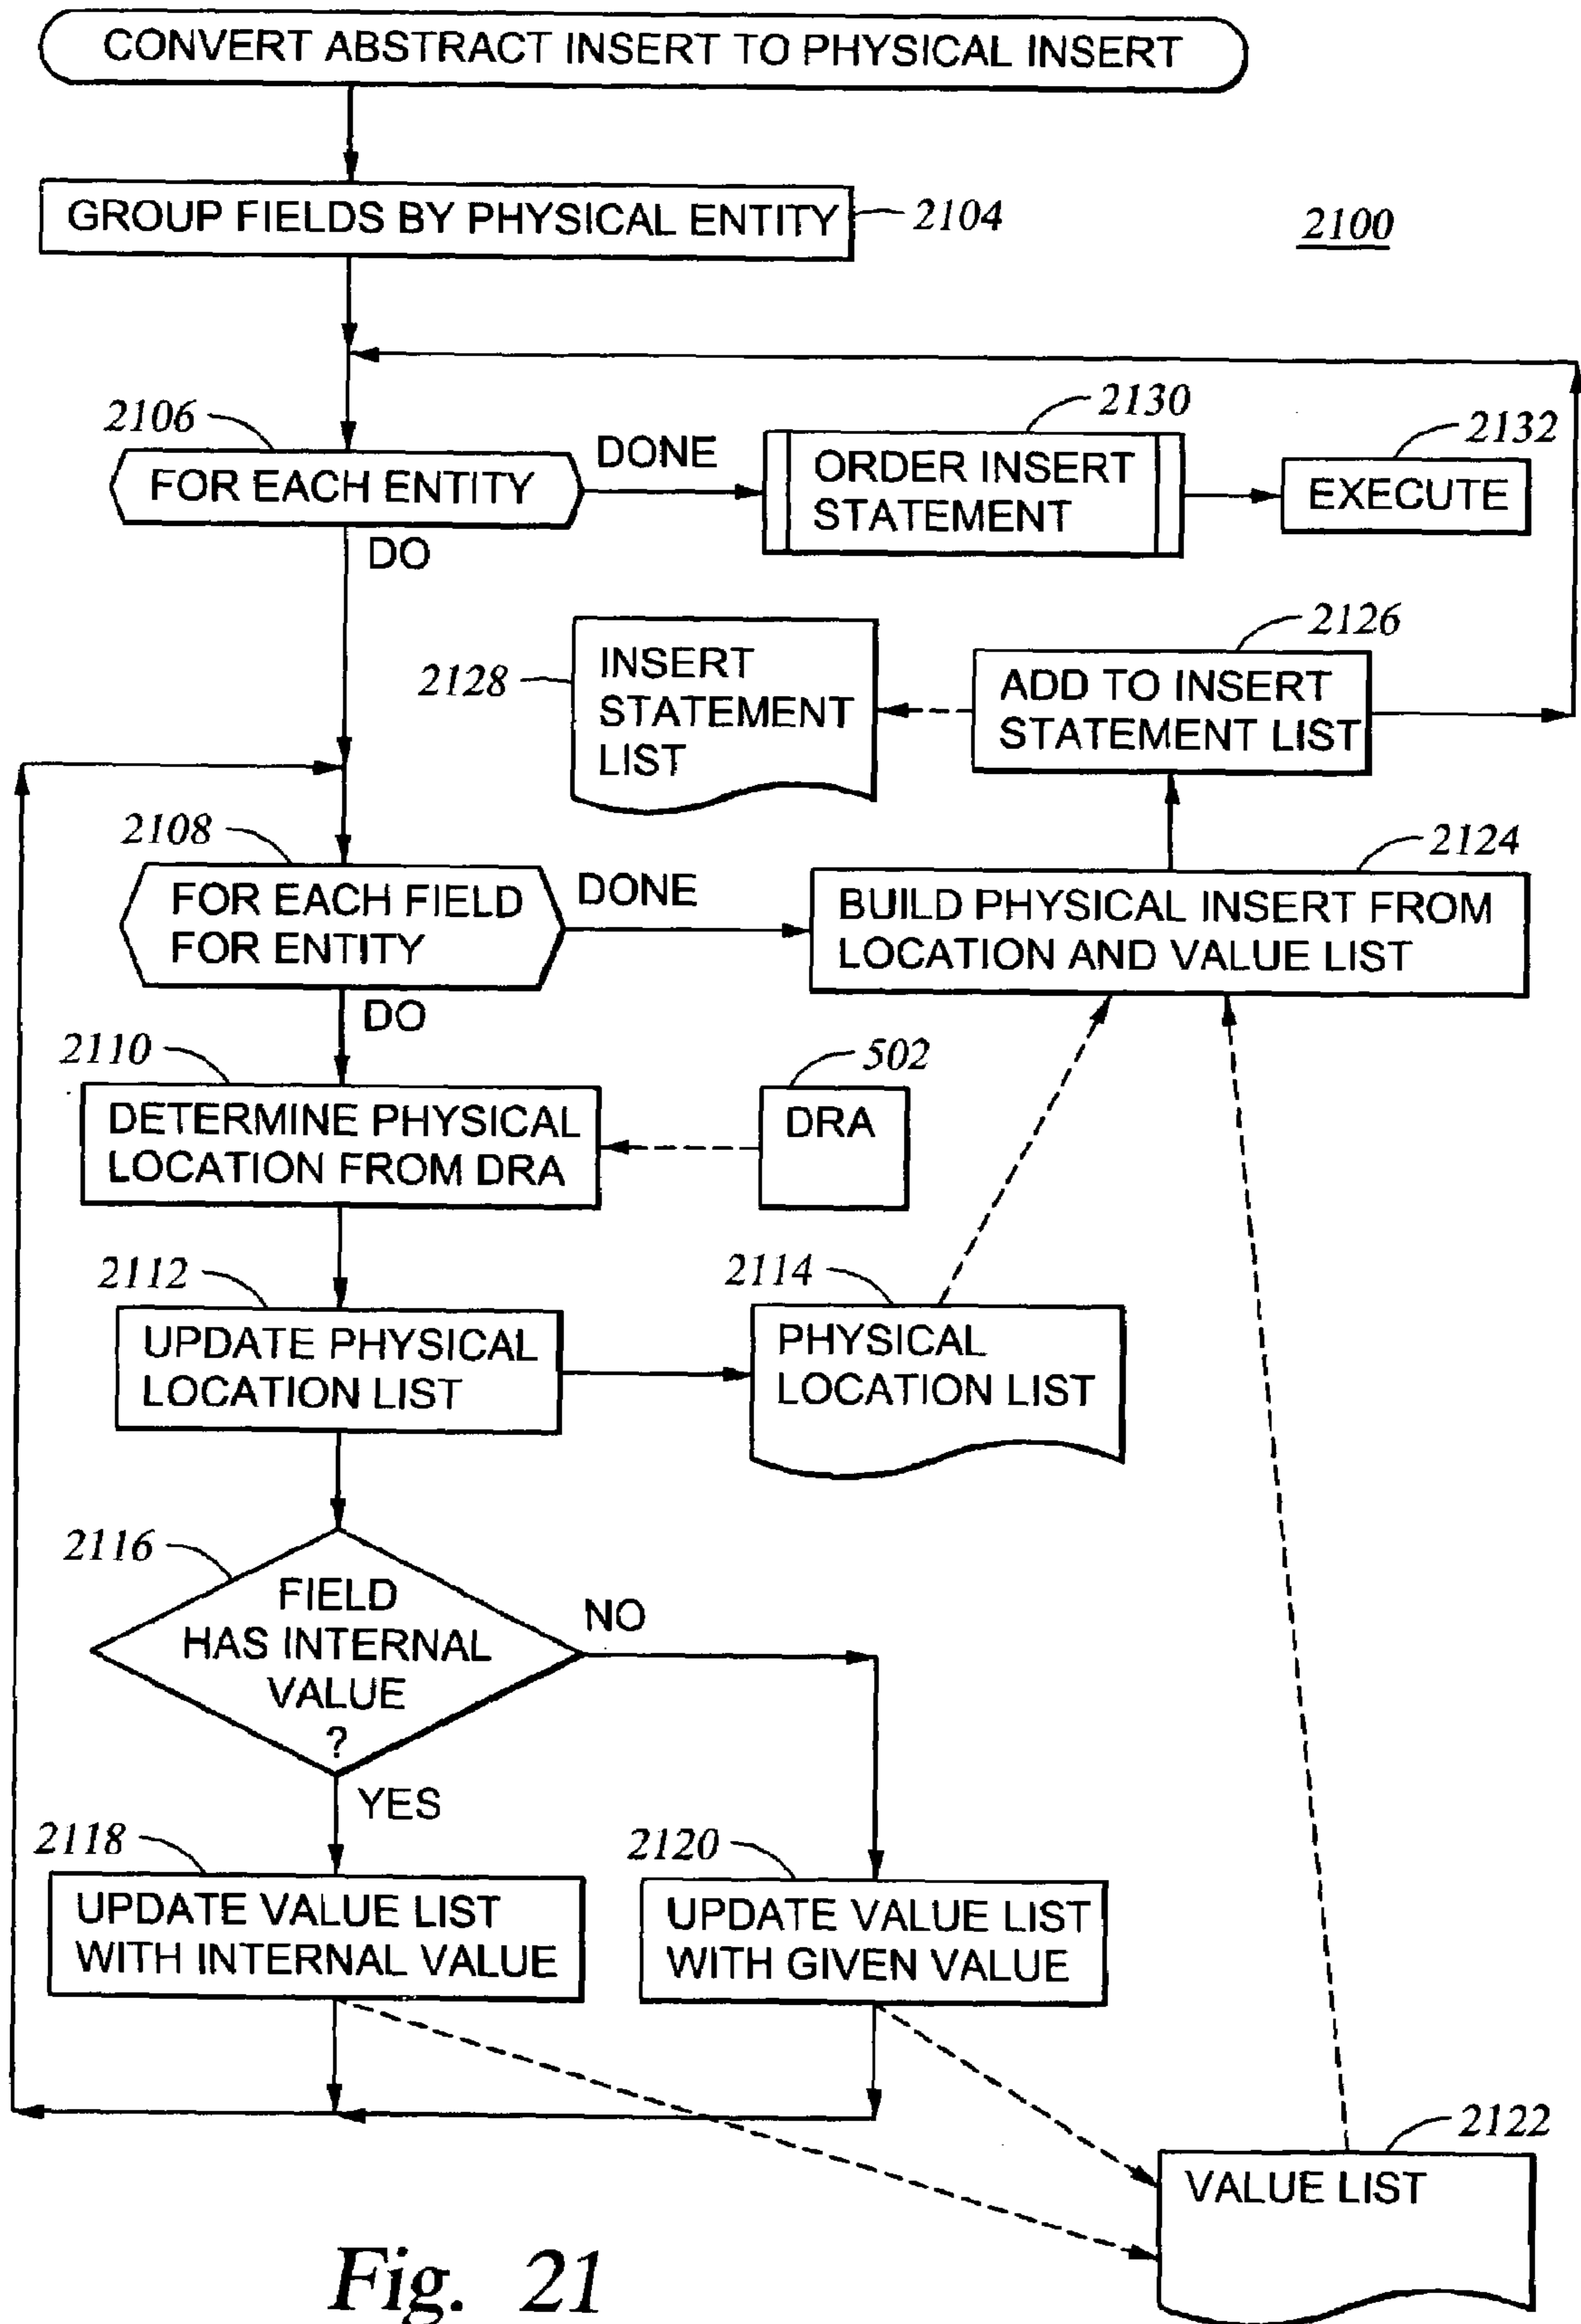 CONVERT ABSTRACT INSERT TO PHYSICAL INSERT
GROUP FIELDS BY PHYSICAL ENTITY
2104
2100
2106
FOR EACH ENTITY
DONE
DO
2130
ORDER INSERT
STATEMENT
2132
EXECUTE
2128
INSERT
STATEMENT
LIST
2126
ADD TO INSERT
STATEMENT LIST
2108
FOR EACH FIELD
FOR ENTITY
DONE
DO
2124
BUILD PHYSICAL INSERT FROM
LOCATION AND VALUE LIST
2110
DETERMINE PHYSICAL
LOCATION FROM DRA
502
DRA
2112
UPDATE PHYSICAL
LOCATION LIST
2114
PHYSICAL
LOCATION LIST
2116
FIELD
HAS INTERNAL
VALUE
?
NO
YES
2118
UPDATE VALUE LIST
WITH INTERNAL VALUE
2120
UPDATE VALUE LIST
WITH GIVEN VALUE
2122
VALUE LIST
Fig. 21